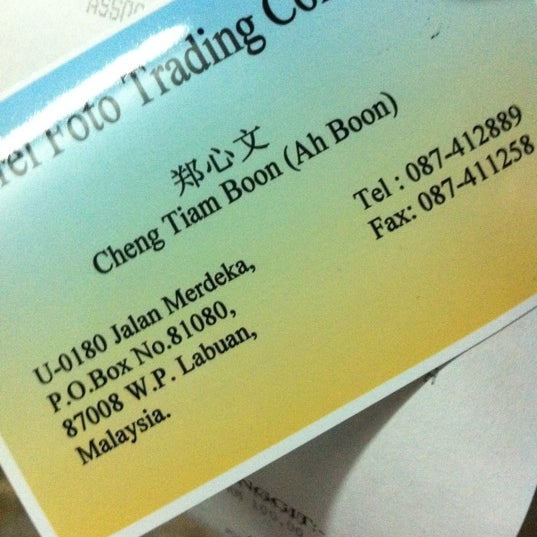 Foto Trading
郑心文
Cheng Tiam Boon (Ah Boon)
Tel : 087-412889
Fax: 087-411258
U-0180 Jalan Merdeka,
P.O.Box No.81080,
87008 W.P. Labuan,
Malaysia.